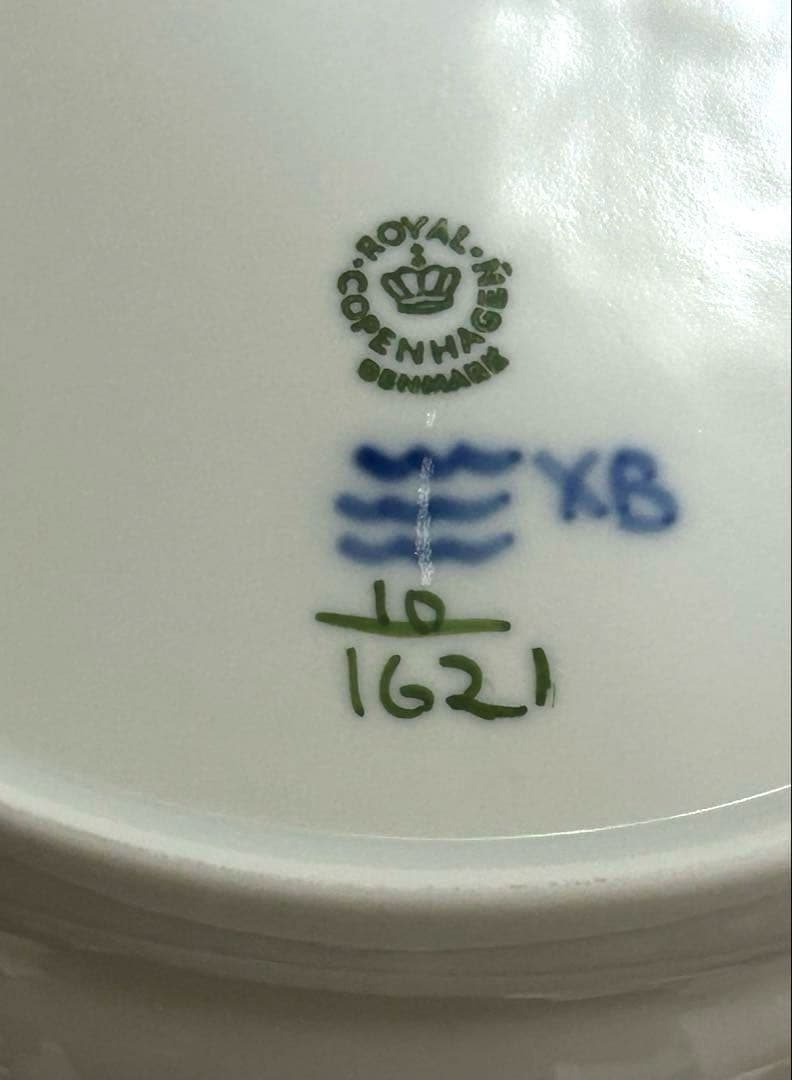 ROYAL
COPENHAGEN
DENMARK
XB
10
1621